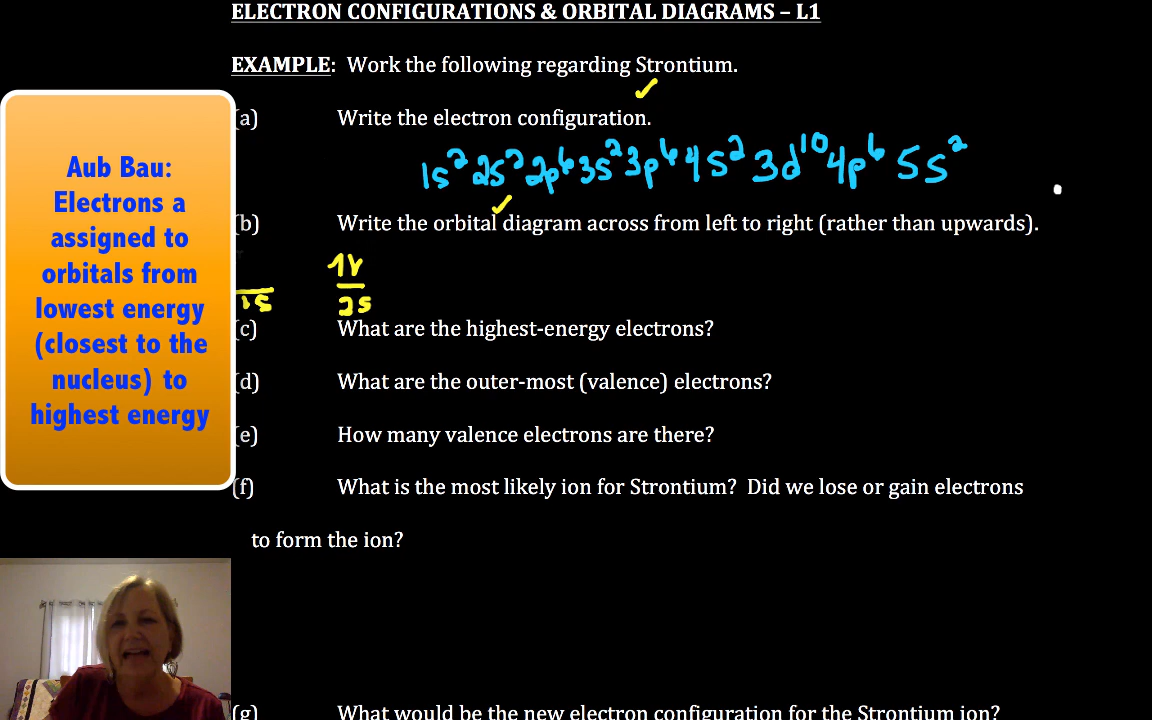 ELECTRON CONFIGURATIONS & ORBITAL DIAGRAMS – L1
EXAMPLE: Work the following regarding Strontium.
(a) Write the electron configuration.
1s² 2s² 2p⁶ 3s² 3p⁶ 4s² 3d¹⁰ 4p⁶ 5s²
(b) Write the orbital diagram across from left to right (rather than upwards).
1s 2s
(c) What are the highest-energy electrons?
(d) What are the outer-most (valence) electrons?
(e) How many valence electrons are there?
(f) What is the most likely ion for Strontium? Did we lose or gain electrons
to form the ion?
(g) What would be the new electron configuration for the Strontium ion?
Aub Bau:
Electrons a
assigned to
orbitals from
lowest energy
(closest to the
nucleus) to
highest energy